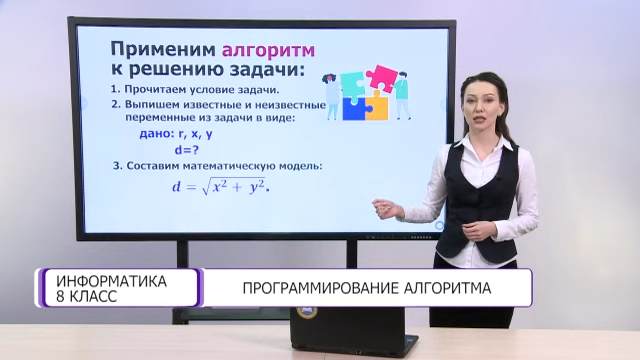 Применим алгоритм
к решению задачи:
1. Прочитаем условие задачи.
2. Выпишем известные и неизвестные
переменные из задачи в виде:
дано: r, x, y
d=?
3. Составим математическую модель:
d = √x² + y².
ИНФОРМАТИКА
8 КЛАСС
ПРОГРАММИРОВАНИЕ АЛГОРИТМА